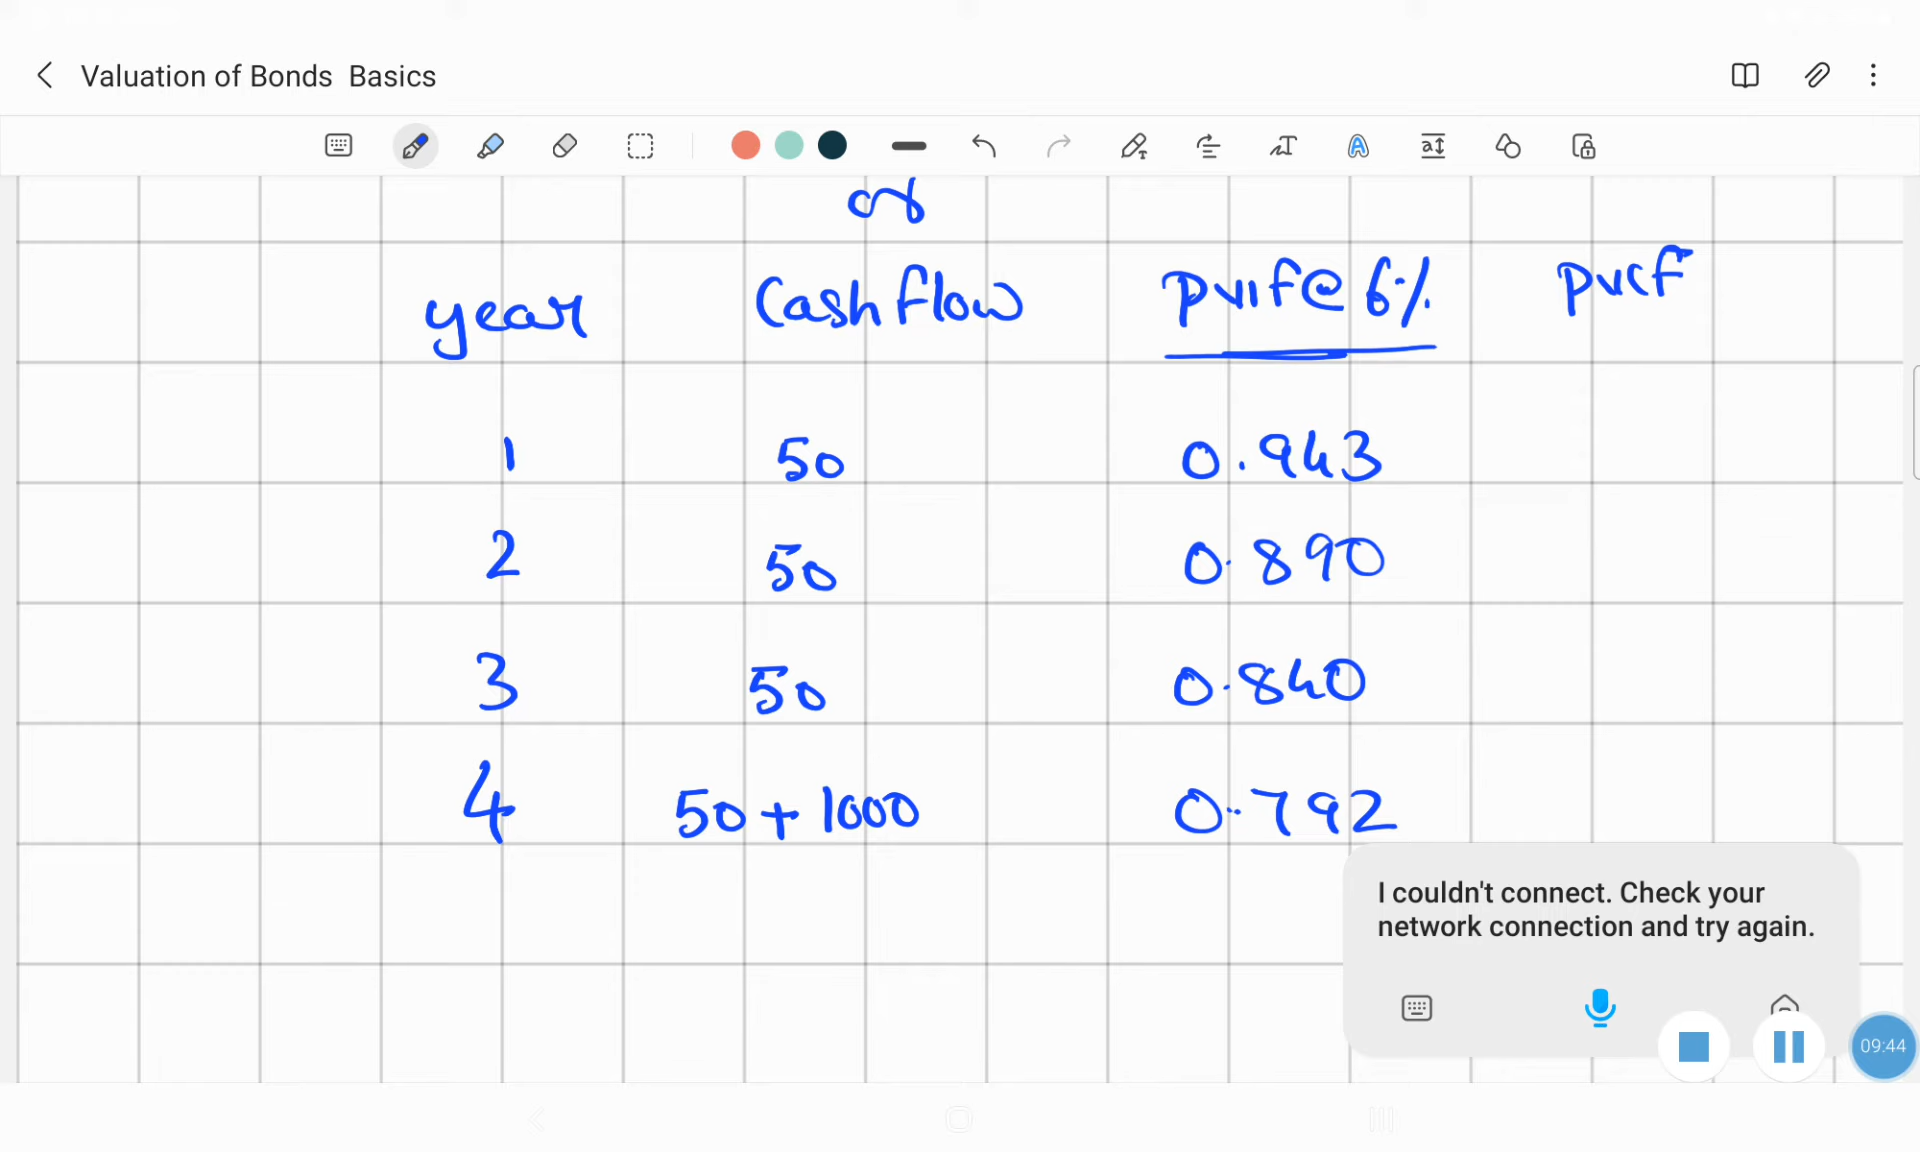 Valuation of Bonds Basics
or
year Cash flow PVIF@6% PVCF
1 50 0.943
2 50 0.890
3 50 0.840
4 50+1000 0.792
I couldn't connect. Check your
network connection and try again.
09:44